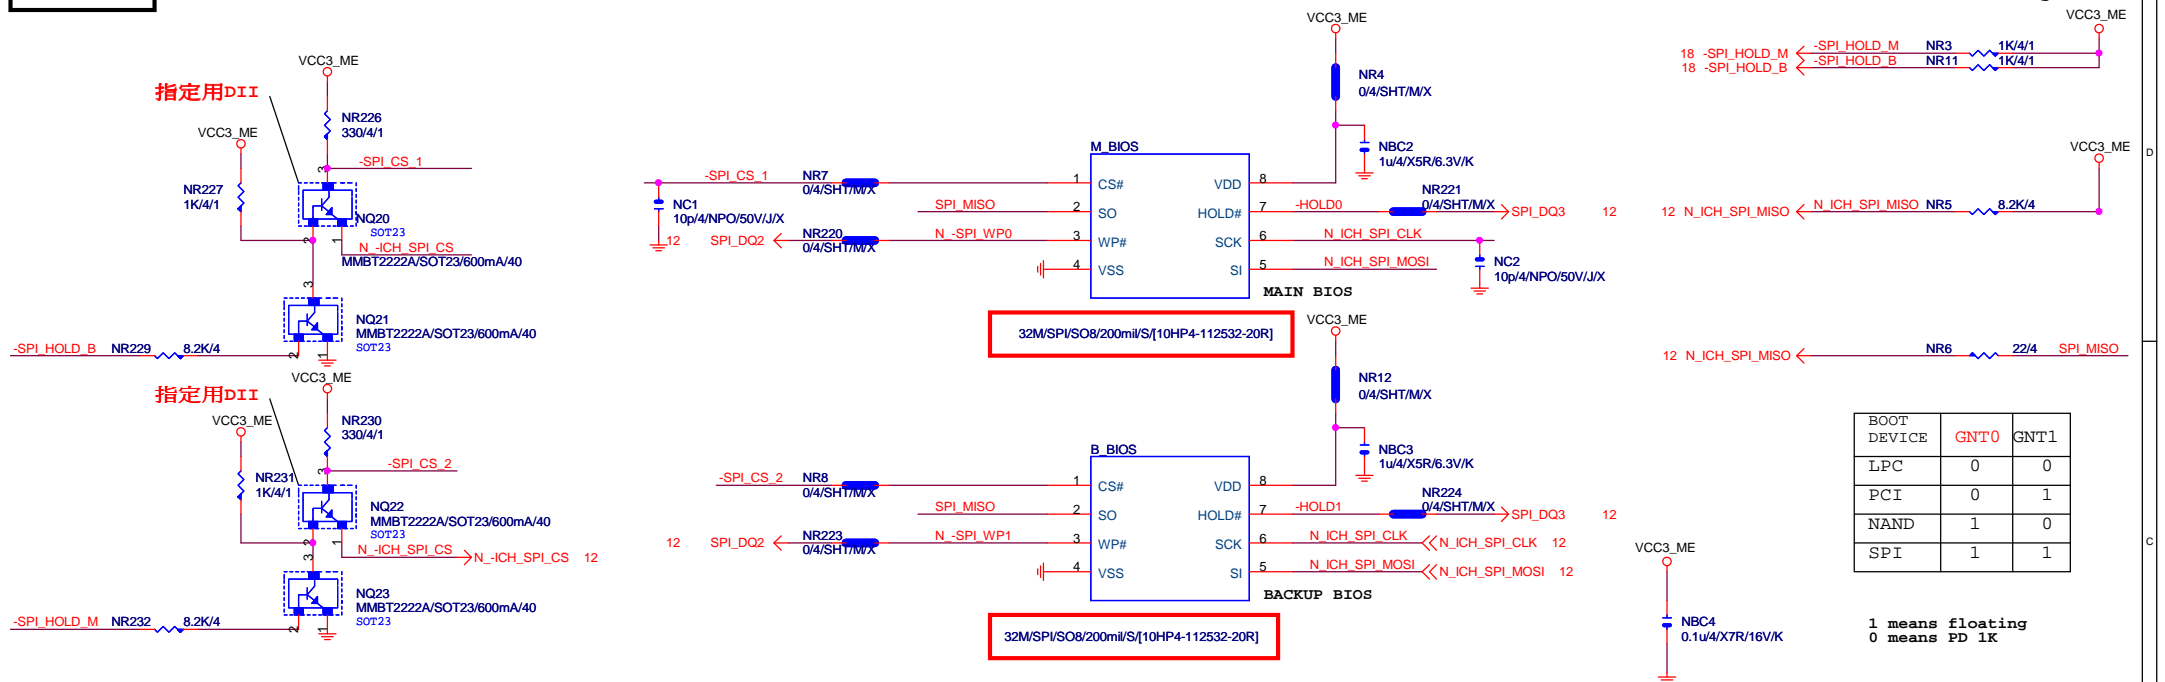 VCC3_ME
指定用DII
NR226
330/4/1
VCC3_ME
3
-SPI_CS_1
NR227
1K/4/1
NQ20
SOT23
2
1
N_-ICH_SPI_CS
MMBT2222A/SOT23/600mA/40
3
NQ21
MMBT2222A/SOT23/600mA/40
SOT23
-SPI_HOLD_B NR229 8.2K/4
2
1
VCC3_ME
指定用DII
VCC3_ME
NR230
330/4/1
3
-SPI_CS_2
NR231
1K/4/1
NQ22
MMBT2222A/SOT23/600mA/40
SOT23
2
1
N_-ICH_SPI_CS
N_-ICH_SPI_CS 12
3
NQ23
MMBT2222A/SOT23/600mA/40
SOT23
-SPI_HOLD_M NR232 8.2K/4
2
1
VCC3_ME
NR4
0/4/SHT/M/X
NBC2
1u/4/X5R/6.3V/K
M_BIOS
-SPI_CS_1 NR7
0/4/SHT/M/X
1 CS# VDD 8
NC1
10p/4/NPO/50V/J/X
SPI_MISO 2 SO HOLD# 7 -HOLD0
NR221
0/4/SHT/M/X
SPI_DQ3 12
12 SPI_DQ2 NR220
0/4/SHT/M/X
N_-SPI_WP0 3 WP# SCK 6 N_ICH_SPI_CLK
4 VSS SI 5 N_ICH_SPI_MOSI
NC2
10p/4/NPO/50V/J/X
MAIN BIOS
32M/SPI/SO8/200mil/S/[10HP4-112532-20R]
VCC3_ME
NR12
0/4/SHT/M/X
NBC3
1u/4/X5R/6.3V/K
B_BIOS
-SPI_CS_2 NR8
0/4/SHT/M/X
1 CS# VDD 8
SPI_MISO 2 SO HOLD# 7 -HOLD1
NR224
0/4/SHT/M/X
SPI_DQ3 12
12 SPI_DQ2 NR223
0/4/SHT/M/X
N_-SPI_WP1 3 WP# SCK 6 N_ICH_SPI_CLK N_ICH_SPI_CLK 12
4 VSS SI 5 N_ICH_SPI_MOSI N_ICH_SPI_MOSI 12
BACKUP BIOS
32M/SPI/SO8/200mil/S/[10HP4-112532-20R]
VCC3_ME
18 -SPI_HOLD_M -SPI_HOLD_M NR3 1K/4/1
18 -SPI_HOLD_B -SPI_HOLD_B NR11 1K/4/1
VCC3_ME
D
12 N_ICH_SPI_MISO N_ICH_SPI_MISO NR5 8.2K/4
12 N_ICH_SPI_MISO NR6 22/4 SPI_MISO
BOOT DEVICE GNT0 GNT1
LPC 0 0
PCI 0 1
NAND 1 0
SPI 1 1
C
VCC3_ME
NBC4
0.1u/4/X7R/16V/K
1 means floating
0 means PD 1K